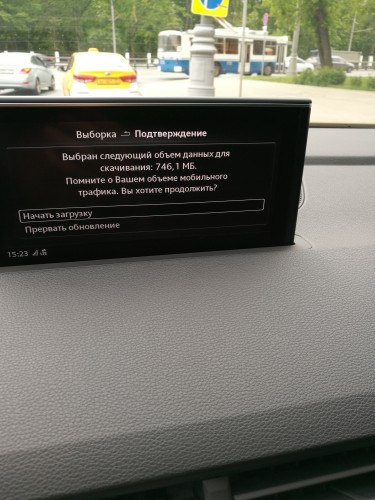 Выборка Подтверждение
Выбран следующий объем данных для
скачивания: 746,1 МБ.
Помните о Вашем объеме мобильного
трафика. Вы хотите продолжить?
Начать загрузку
Прервать обновление
15:23